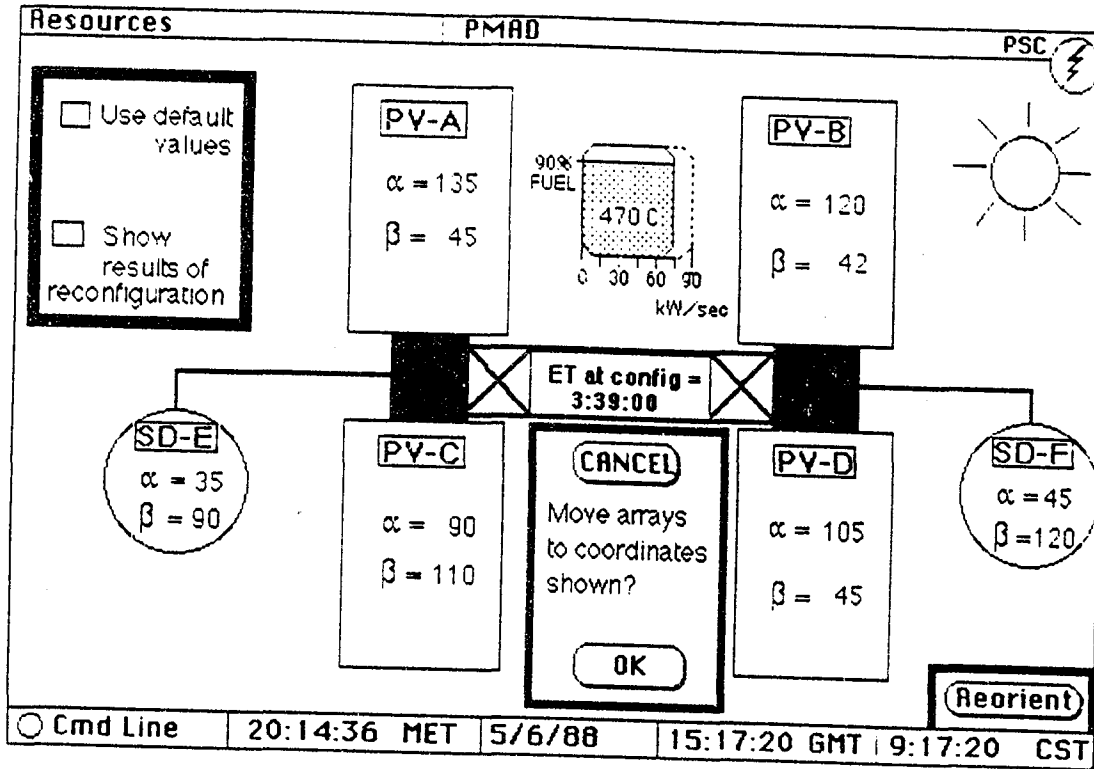 Resources PMAD PSC
Use default
values
Show
results of
reconfiguration
PV-A
α = 135
β = 45
90%
FUEL
470 C
0 30 60 90
kW/sec
PV-B
α = 120
β = 42
ET at config =
3:39:00
SD-E
α = 35
β = 90
PV-C
α = 90
β = 110
CANCEL
Move arrays
to coordinates
shown?
OK
PV-D
α = 105
β = 45
SD-F
α = 45
β = 120
Reorient
Cmd Line 20:14:36 MET 5/6/88 15:17:20 GMT 9:17:20 CST